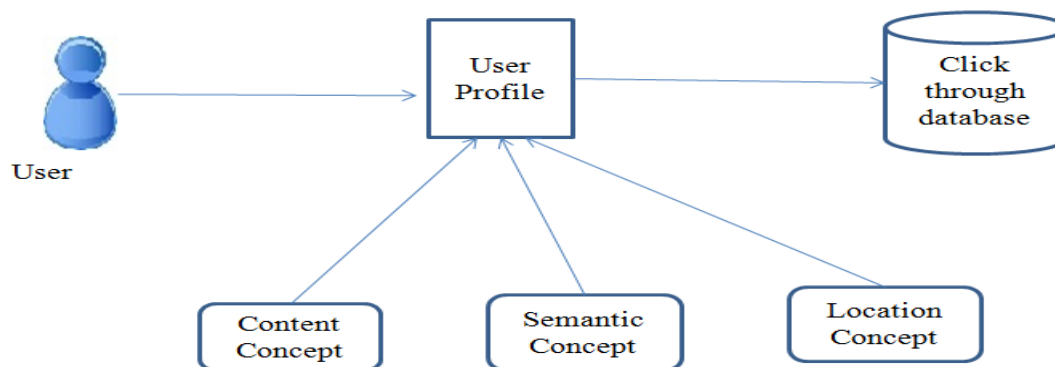 User
Profile
Click
through
database
User
Content
Concept
Semantic
Concept
Location
Concept